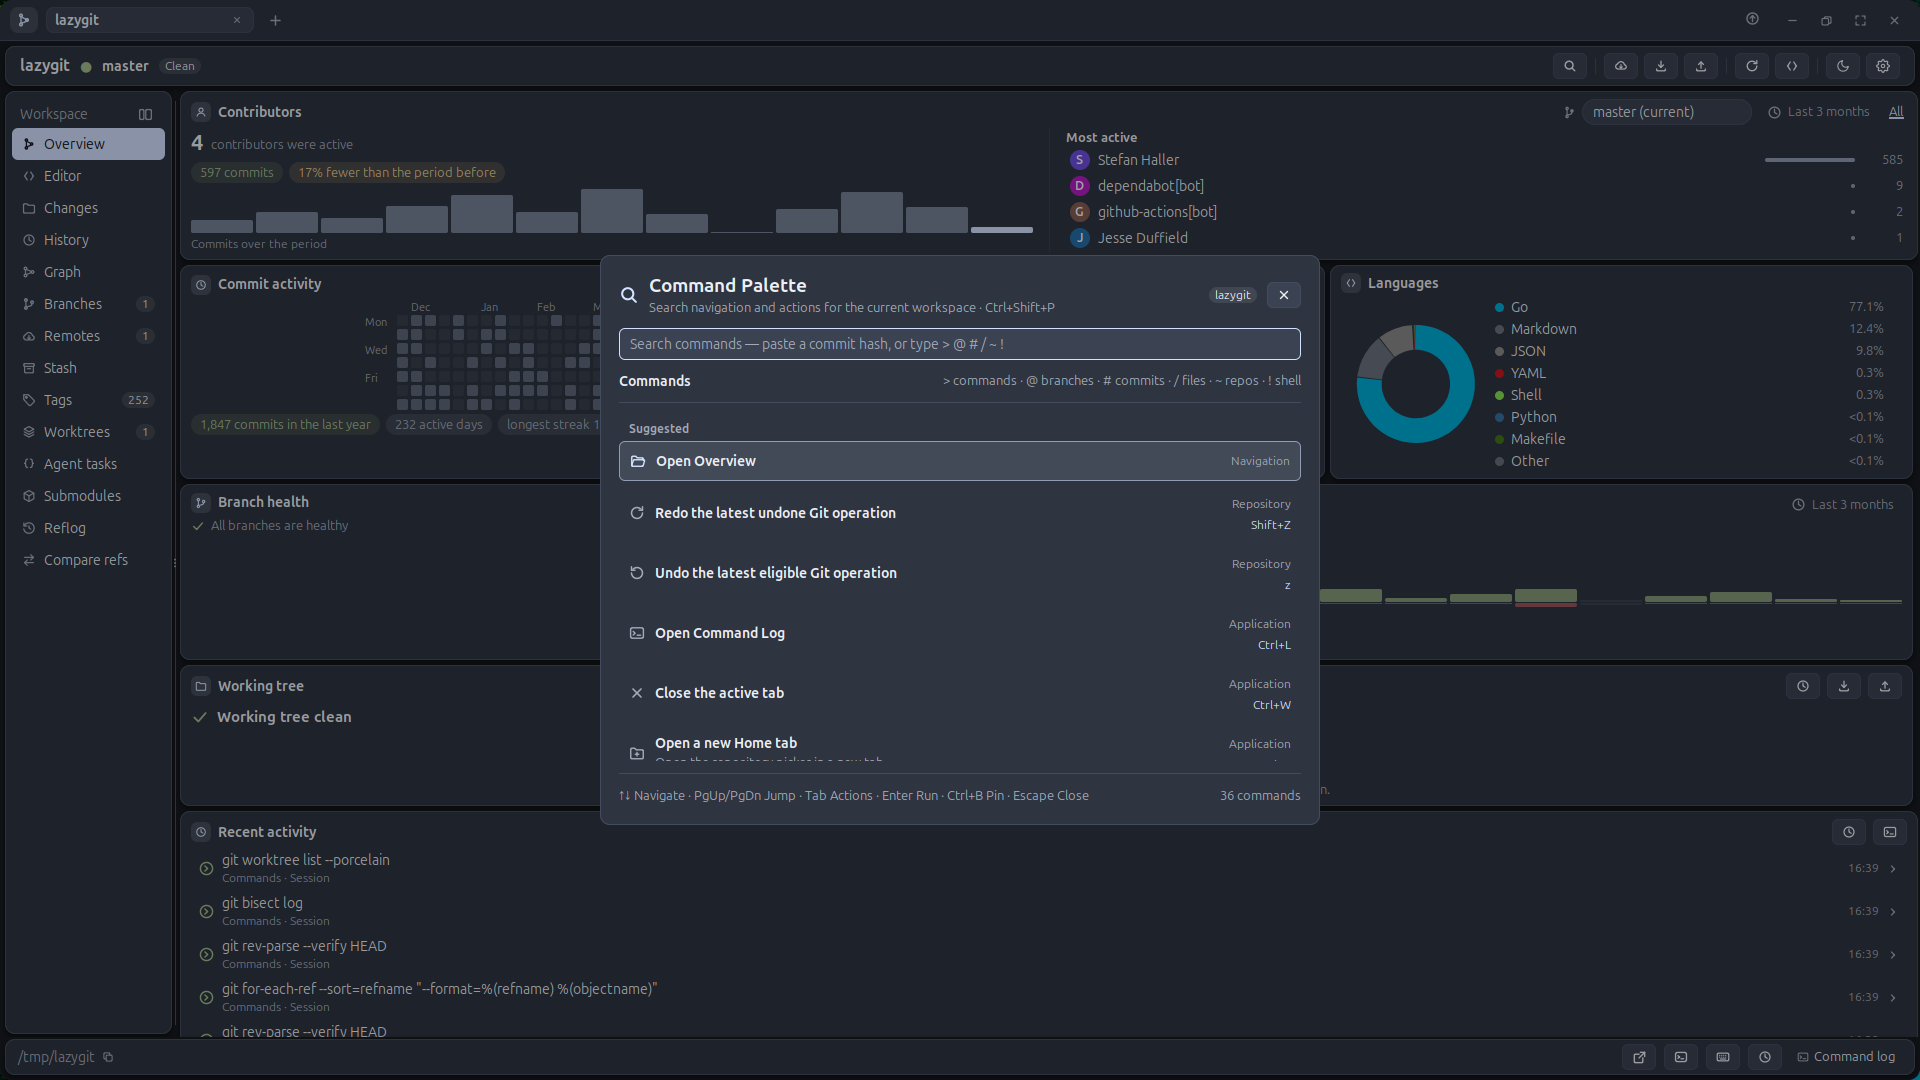 lazygit
lazygit master Clean
Workspace
Overview
Editor
Changes
History
Graph
Branches 1
Remotes 1
Stash
Tags 252
Worktrees 1
Agent tasks
Submodules
Reflog
Compare refs
Contributors
master (current) Last 3 months All
4 contributors were active
597 commits 17% fewer than the period before
Commits over the period
Most active
S Stefan Haller 585
D dependabot[bot] 9
G github-actions[bot] 2
J Jesse Duffield 1
Commit activity
Dec Jan Feb
Mon
Wed
Fri
1,847 commits in the last year 232 active days longest streak 1
Languages
Go 77.1%
Markdown 12.4%
JSON 9.8%
YAML 0.3%
Shell 0.3%
Python <0.1%
Makefile <0.1%
Other <0.1%
Branch health
All branches are healthy
Last 3 months
Working tree
Working tree clean
Recent activity
git worktree list --porcelain
Commands · Session
16:39
git bisect log
Commands · Session
16:39
git rev-parse --verify HEAD
Commands · Session
16:39
git for-each-ref --sort=refname "--format=%(refname) %(objectname)"
Commands · Session
16:39
git rev-parse --verify HEAD
/tmp/lazygit
Command log
Command Palette
Search navigation and actions for the current workspace · Ctrl+Shift+P
lazygit
Search commands — paste a commit hash, or type > @ # / ~ !
Commands
> commands · @ branches · # commits · / files · ~ repos · ! shell
Suggested
Open Overview Navigation
Redo the latest undone Git operation Repository
Shift+Z
Undo the latest eligible Git operation Repository
z
Open Command Log Application
Ctrl+L
Close the active tab Application
Ctrl+W
Open a new Home tab Application
Open the repository picker in a new tab
↑↓ Navigate · PgUp/PgDn Jump · Tab Actions · Enter Run · Ctrl+B Pin · Escape Close
36 commands